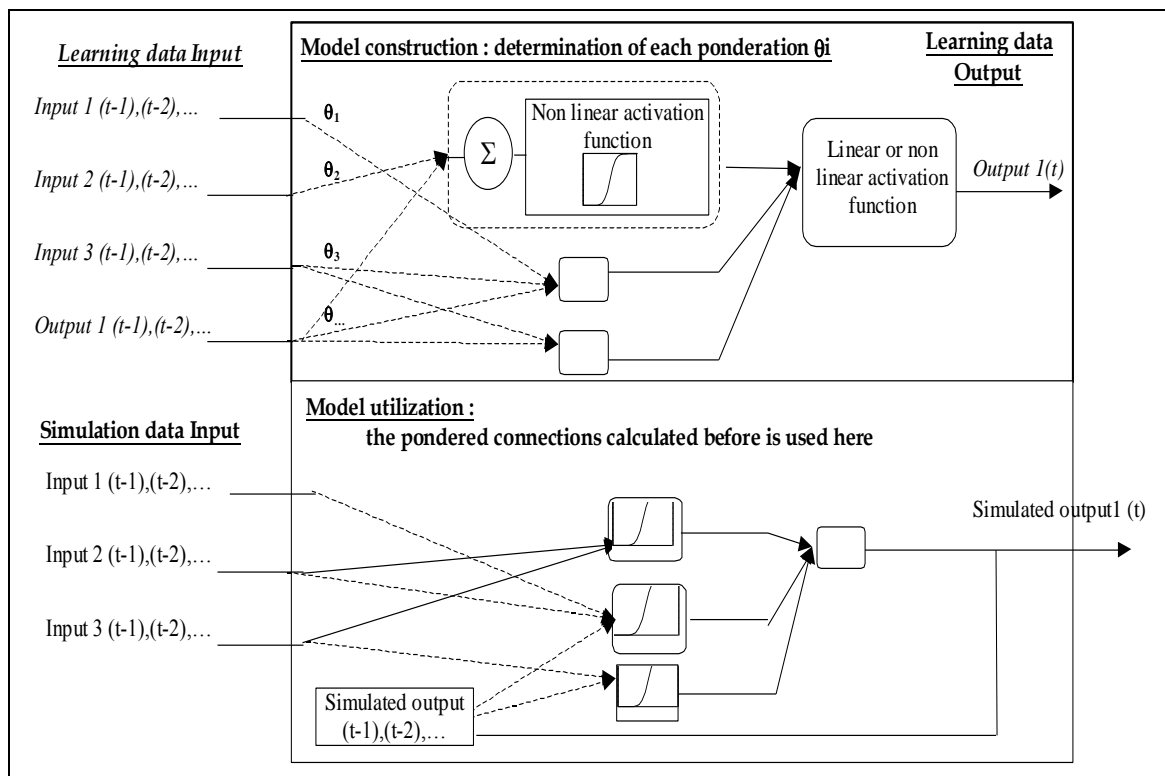 Learning data Input
Model construction : determination of each ponderation θi
Learning data
Output
Input 1 (t-1),(t-2),...
θ1
Non linear activation
function
Σ
Input 2 (t-1),(t-2),...
θ2
Linear or non
linear activation
function
Output 1(t)
Input 3 (t-1),(t-2),...
θ3
Output 1 (t-1),(t-2),...
θ...
Model utilization :
the pondered connections calculated before is used here
Simulation data Input
Input 1 (t-1),(t-2),...
Simulated output1 (t)
Input 2 (t-1),(t-2),...
Input 3 (t-1),(t-2),...
Simulated output
(t-1),(t-2),...